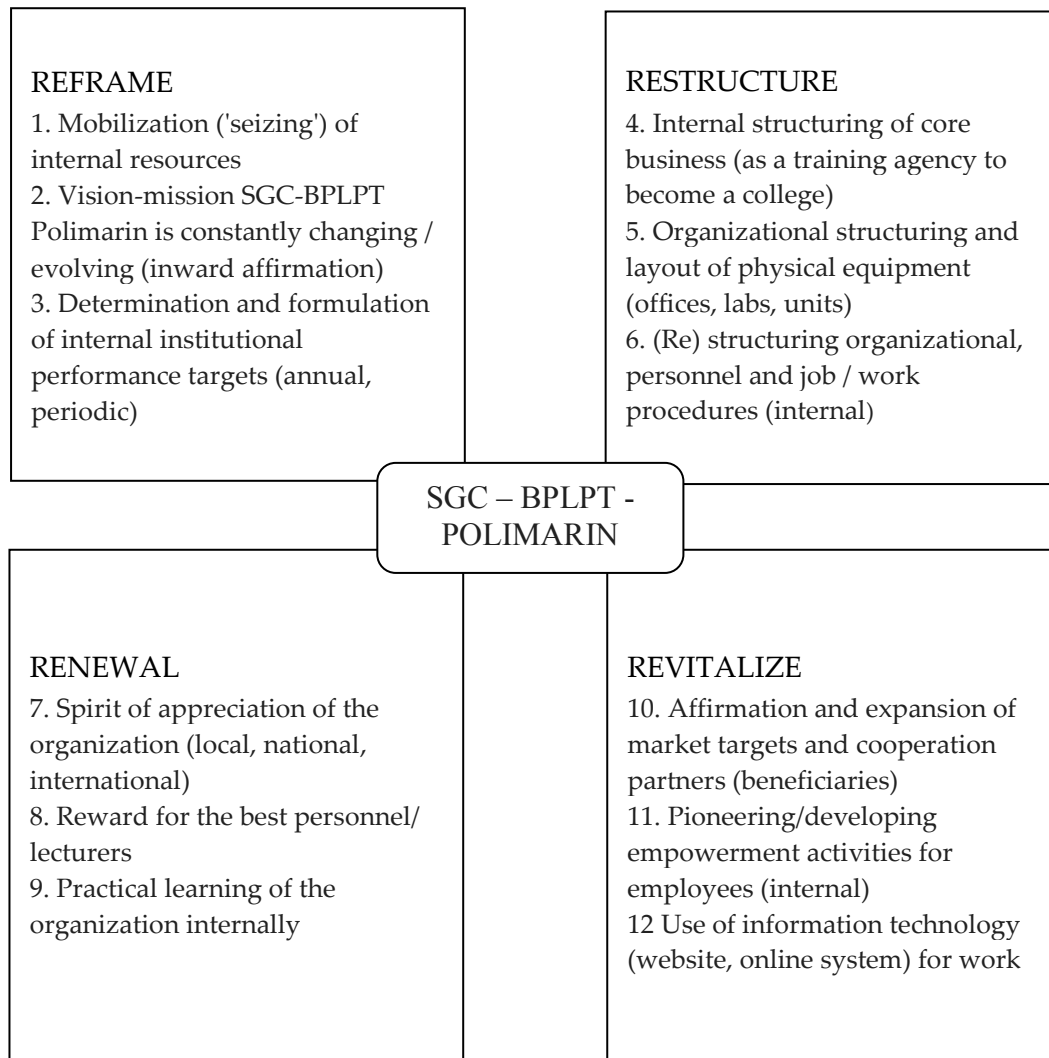 REFRAME
1. Mobilization ('seizing') of
internal resources
2. Vision-mission SGC-BPLPT
Polimarin is constantly changing /
evolving (inward affirmation)
3. Determination and formulation
of internal institutional
performance targets (annual,
periodic)
RESTRUCTURE
4. Internal structuring of core
business (as a training agency to
become a college)
5. Organizational structuring and
layout of physical equipment
(offices, labs, units)
6. (Re) structuring organizational,
personnel and job / work
procedures (internal)
SGC – BPLPT -
POLIMARIN
RENEWAL
7. Spirit of appreciation of the
organization (local, national,
international)
8. Reward for the best personnel/
lecturers
9. Practical learning of the
organization internally
REVITALIZE
10. Affirmation and expansion of
market targets and cooperation
partners (beneficiaries)
11. Pioneering/developing
empowerment activities for
employees (internal)
12 Use of information technology
(website, online system) for work